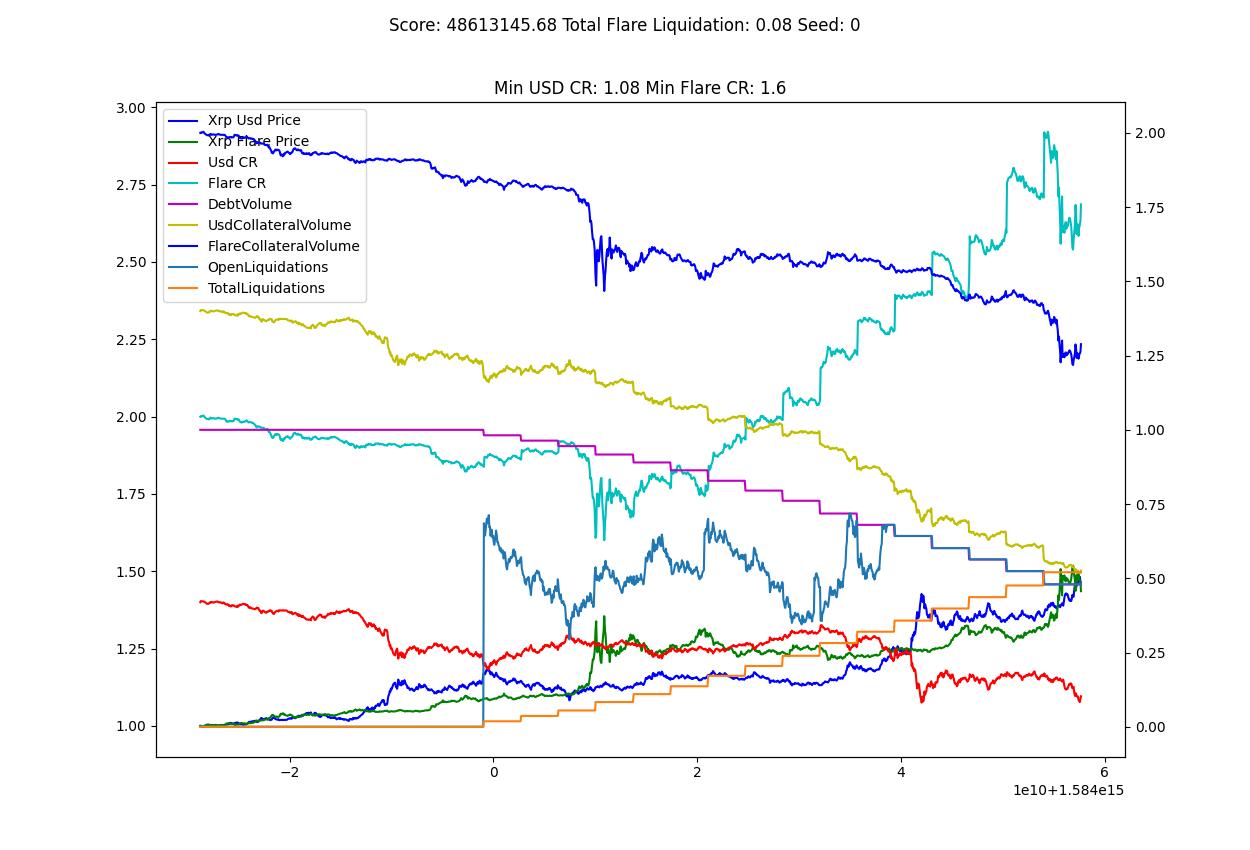 Score: 48613145.68 Total Flare Liquidation: 0.08 Seed: 0
Min USD CR: 1.08 Min Flare CR: 1.6
Xrp Usd Price
Xrp Flare Price
Usd CR
Flare CR
DebtVolume
UsdCollateralVolume
FlareCollateralVolume
OpenLiquidations
TotalLiquidations
3.00
2.75
2.50
2.25
2.00
1.75
1.50
1.25
1.00
2.00
1.75
1.50
1.25
1.00
0.75
0.50
0.25
0.00
−2 0 2 4 6
1e10+1.584e15